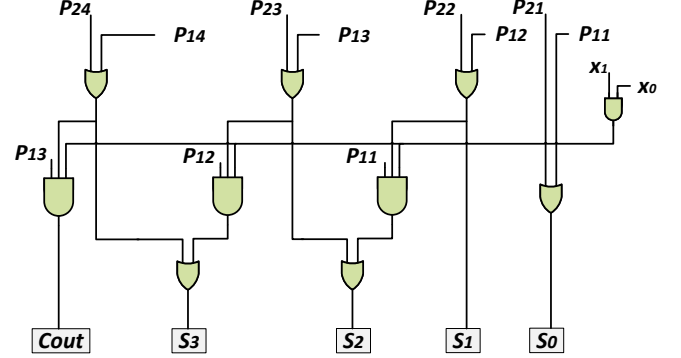 P24 P23 P22 P21
P14 P13 P12 P11
x1 x0
P13 P12 P11
Cout S3 S2 S1 S0